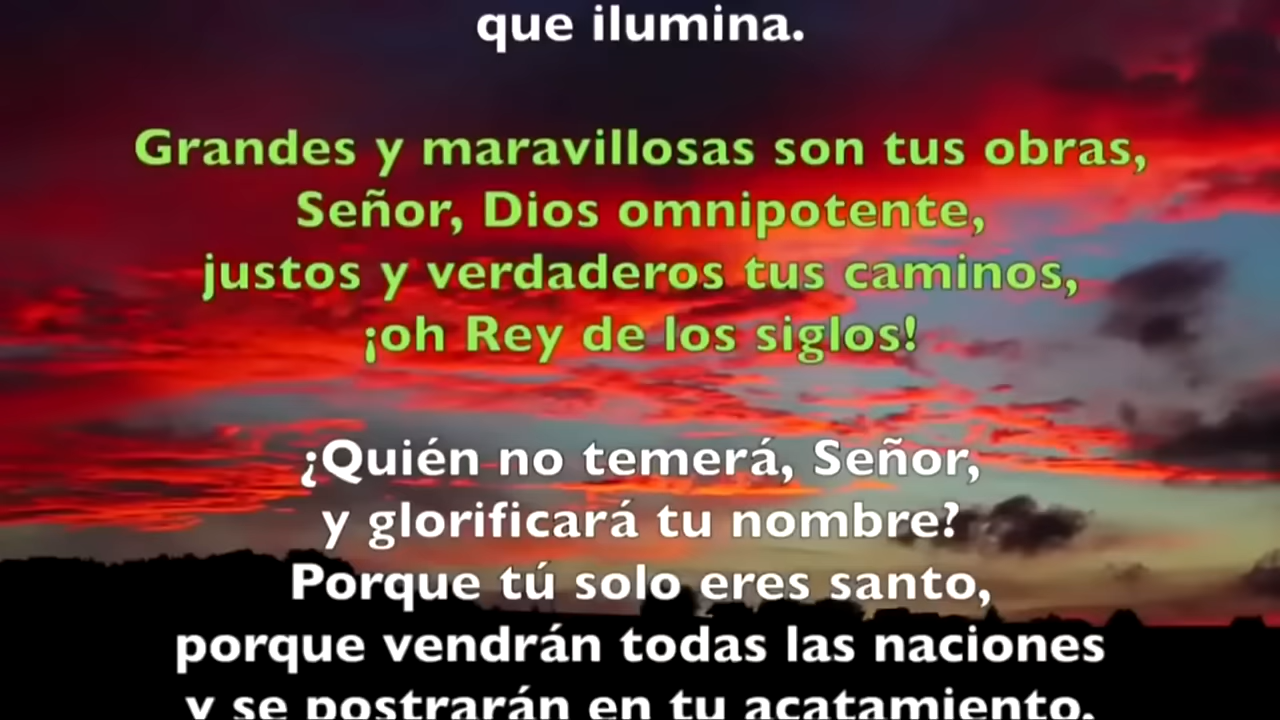 que ilumina.
Grandes y maravillosas son tus obras,
Señor, Dios omnipotente,
justos y verdaderos tus caminos,
¡oh Rey de los siglos!
¿Quién no temerá, Señor,
y glorificará tu nombre?
Porque tú solo eres santo,
porque vendrán todas las naciones
y se postrarán en tu acatamiento,